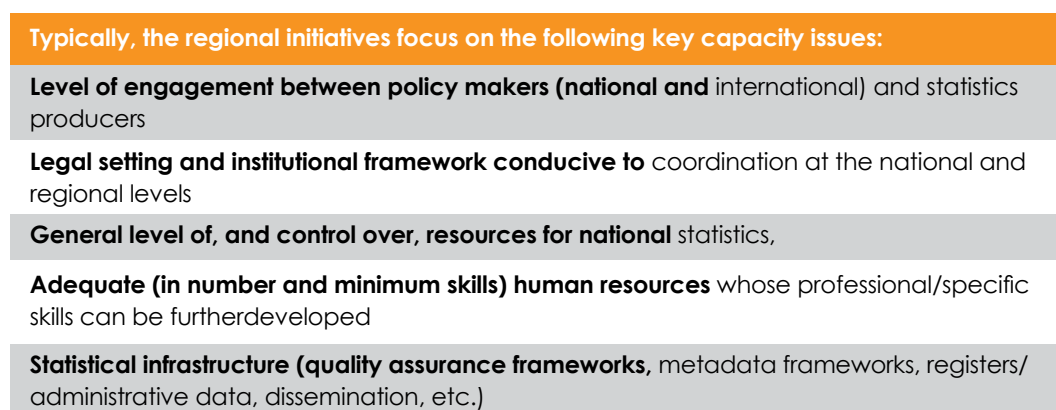 Typically, the regional initiatives focus on the following key capacity issues:
Level of engagement between policy makers (national and international) and statistics
producers
Legal setting and institutional framework conducive to coordination at the national and
regional levels
General level of, and control over, resources for national statistics,
Adequate (in number and minimum skills) human resources whose professional/specific
skills can be furtherdeveloped
Statistical infrastructure (quality assurance frameworks, metadata frameworks, registers/
administrative data, dissemination, etc.)